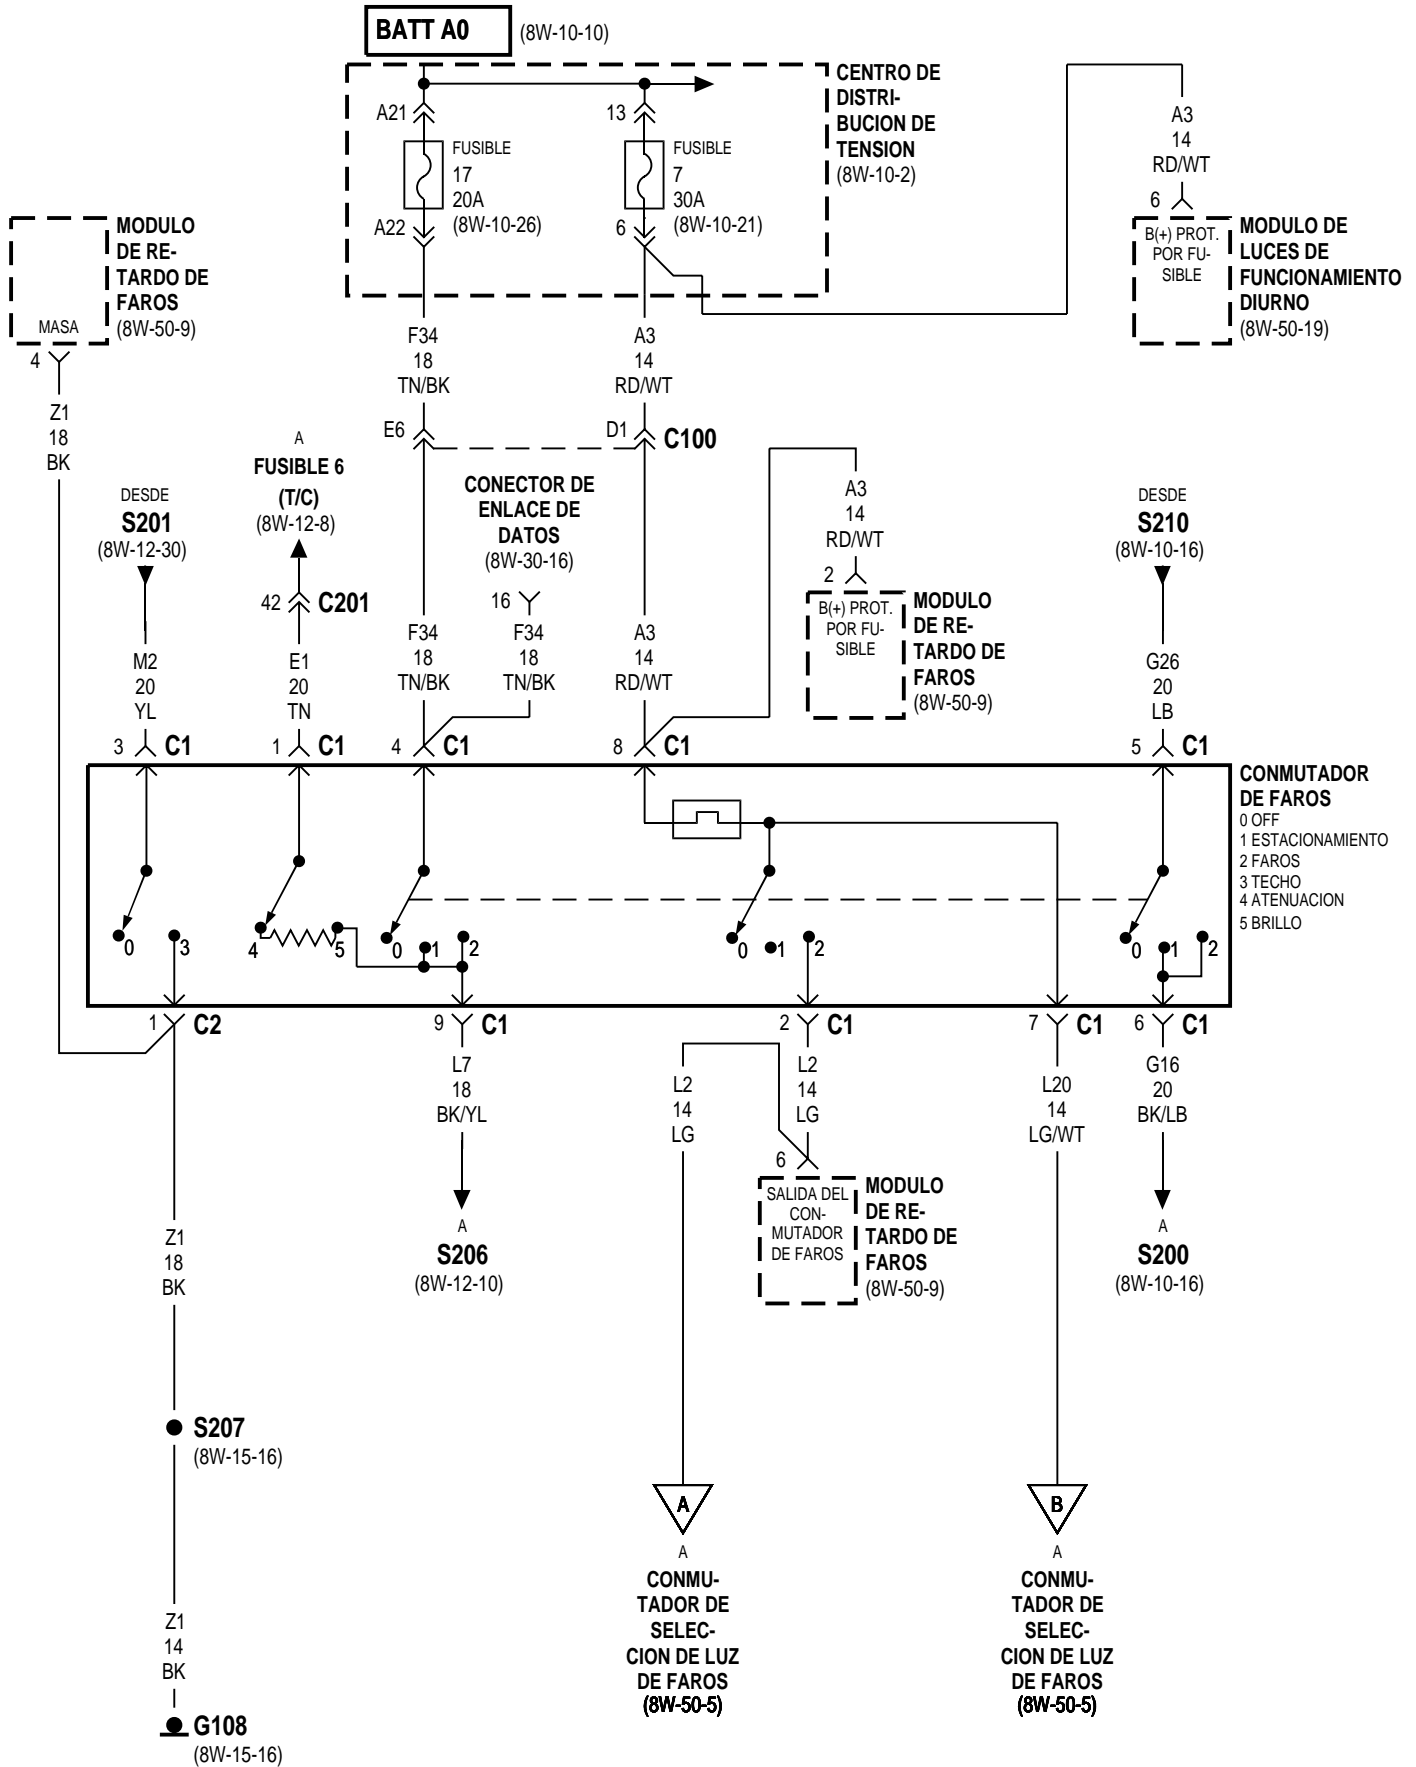 BATT A0
(8W-10-10)
CENTRO DE
DISTRI-
BUCION DE
TENSION
(8W-10-2)
A21
FUSIBLE
17
20A
(8W-10-26)
A22
13
FUSIBLE
7
30A
(8W-10-21)
6
A3
14
RD/WT
6
B(+) PROT.
POR FU-
SIBLE
MODULO DE
LUCES DE
FUNCIONAMIENTO
DIURNO
(8W-50-19)
MODULO
DE RE-
TARDO DE
FAROS
(8W-50-9)
MASA
4
Z1
18
BK
F34
18
TN/BK
E6
A3
14
RD/WT
D1
C100
DESDE
S201
(8W-12-30)
M2
20
YL
3
C1
A
FUSIBLE 6
(T/C)
(8W-12-8)
42
C201
E1
20
TN
1
C1
F34
18
TN/BK
4
C1
CONECTOR DE
ENLACE DE
DATOS
(8W-30-16)
16
F34
18
TN/BK
A3
14
RD/WT
8
C1
A3
14
RD/WT
2
B(+) PROT.
POR FU-
SIBLE
MODULO
DE RE-
TARDO DE
FAROS
(8W-50-9)
DESDE
S210
(8W-10-16)
G26
20
LB
5
C1
CONMUTADOR
DE FAROS
0 OFF
1 ESTACIONAMIENTO
2 FAROS
3 TECHO
4 ATENUACION
5 BRILLO
0
3
4
5
0
1
2
0
1
2
0
1
2
1
C2
9
C1
2
C1
7
C1
6
C1
L7
18
BK/YL
A
S206
(8W-12-10)
L2
14
LG
L2
14
LG
6
SALIDA DEL
CON-
MUTADOR
DE FAROS
MODULO
DE RE-
TARDO DE
FAROS
(8W-50-9)
L20
14
LG/WT
G16
20
BK/LB
A
S200
(8W-10-16)
Z1
18
BK
S207
(8W-15-16)
Z1
14
BK
G108
(8W-15-16)
A
A
CONMU-
TADOR DE
SELEC-
CION DE LUZ
DE FAROS
(8W-50-5)
B
A
CONMU-
TADOR DE
SELEC-
CION DE LUZ
DE FAROS
(8W-50-5)